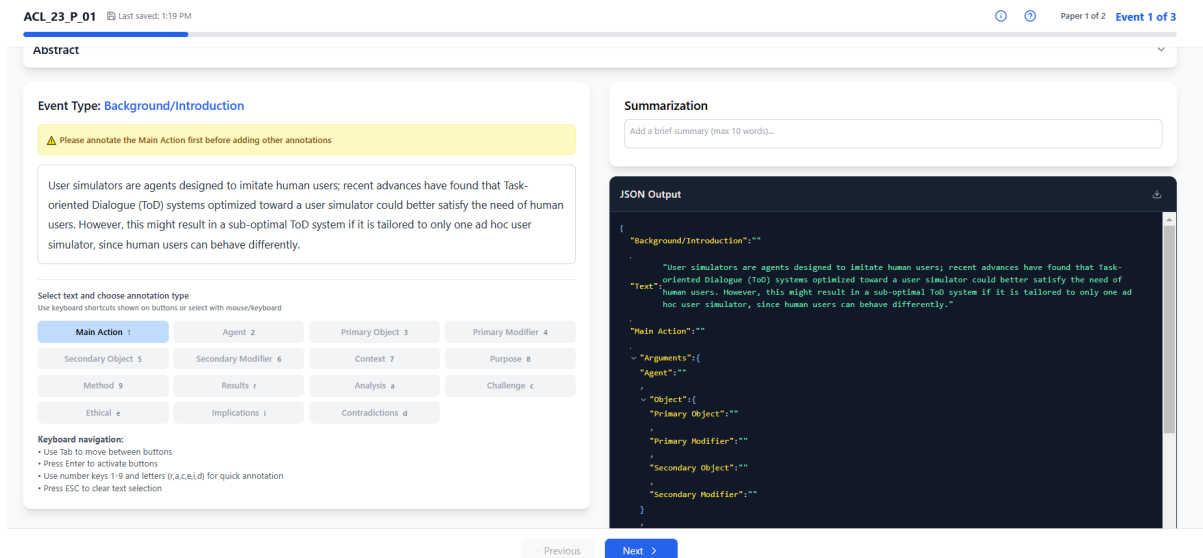 ACL_23_P_01 Last saved: 1:19 PM
Paper 1 of 2 Event 1 of 3
Abstract
Event Type: Background/Introduction
Please annotate the Main Action first before adding other annotations
User simulators are agents designed to imitate human users; recent advances have found that Task-
oriented Dialogue (ToD) systems optimized toward a user simulator could better satisfy the need of human
users. However, this might result in a sub-optimal ToD system if it is tailored to only one ad hoc user
simulator, since human users can behave differently.
Select text and choose annotation type
Use keyboard shortcuts shown on buttons or select with mouse/keyboard
Main Action 1 Agent 2 Primary Object 3 Primary Modifier 4
Secondary Object 5 Secondary Modifier 6 Context 7 Purpose 8
Method 9 Results r Analysis a Challenge c
Ethical e Implications i Contradictions d
Keyboard navigation:
• Use Tab to move between buttons
• Press Enter to activate buttons
• Use number keys 1-9 and letters (r,a,c,e,i,d) for quick annotation
• Press ESC to clear text selection
Summarization
Add a brief summary (max 10 words)...
JSON Output
{
"Background/Introduction":""
,
"User simulators are agents designed to imitate human users; recent advances have found that Task-
oriented Dialogue (ToD) systems optimized toward a user simulator could better satisfy the need of
"Text": human users. However, this might result in a sub-optimal ToD system if it is tailored to only one ad
hoc user simulator, since human users can behave differently."
,
"Main Action":""
,
"Arguments":{
"Agent":""
,
"Object":{
"Primary Object":""
,
"Primary Modifier":""
,
"Secondary Object":""
,
"Secondary Modifier":""
}
,
Previous Next